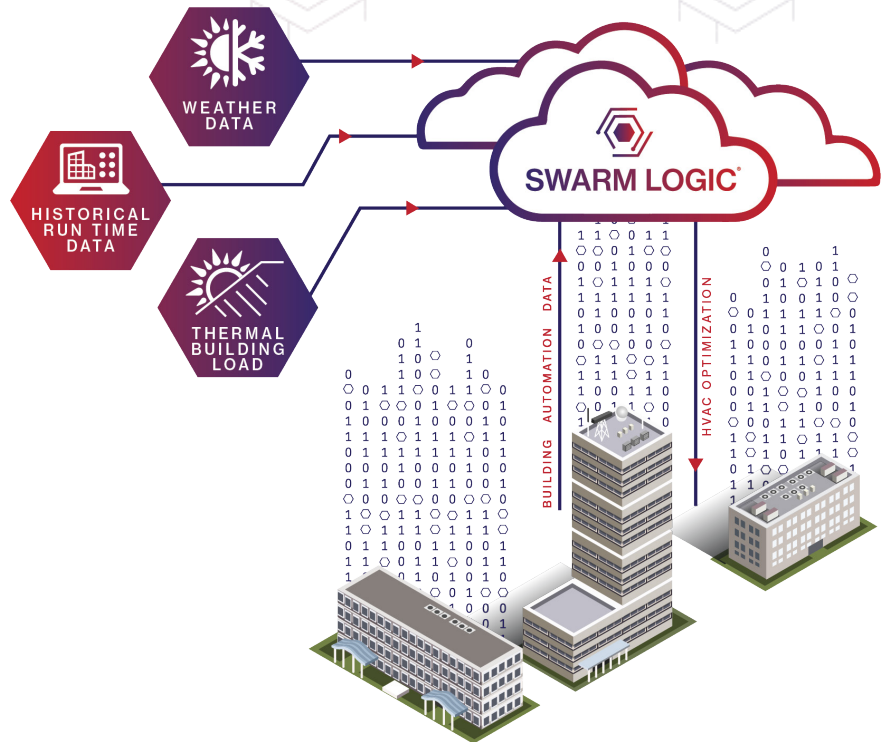 WEATHER
DATA
HISTORICAL
RUN TIME
DATA
THERMAL
BUILDING
LOAD
SWARM LOGIC®
BUILDING AUTOMATION DATA
HVAC OPTIMIZATION